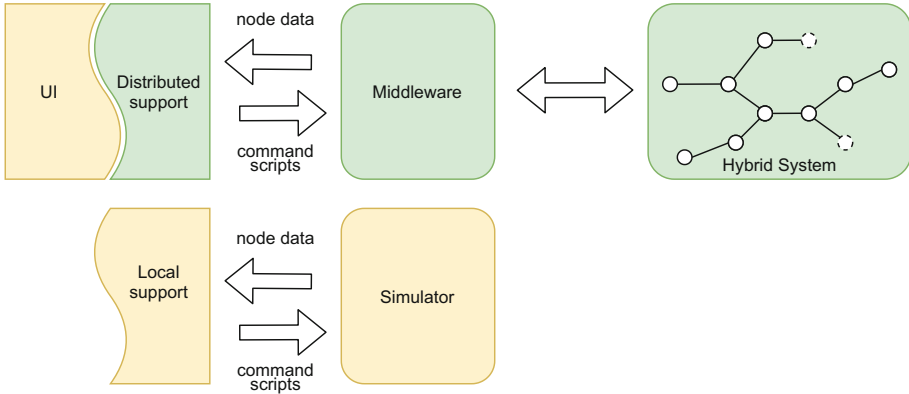 node data
UI
Distributed
support
Middleware
command
scripts
Hybrid System
node data
Local
support
Simulator
command
scripts